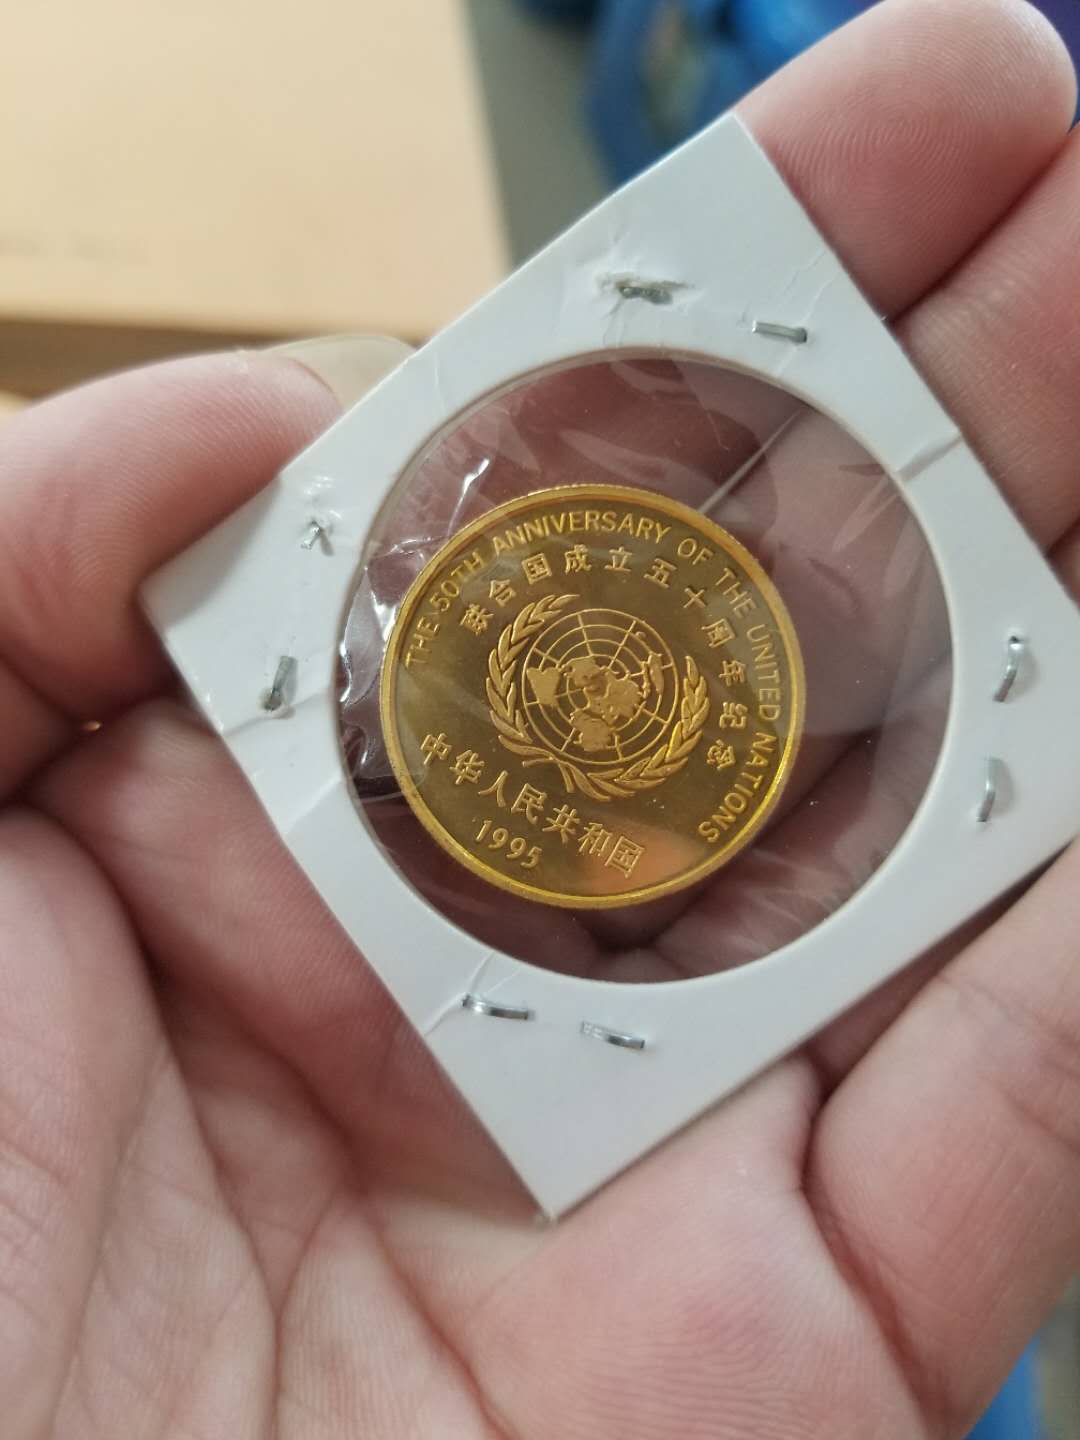 THE 50TH ANNIVERSARY OF THE UNITED NATIONS
联合国成立五十周年纪念
中华人民共和国
1995